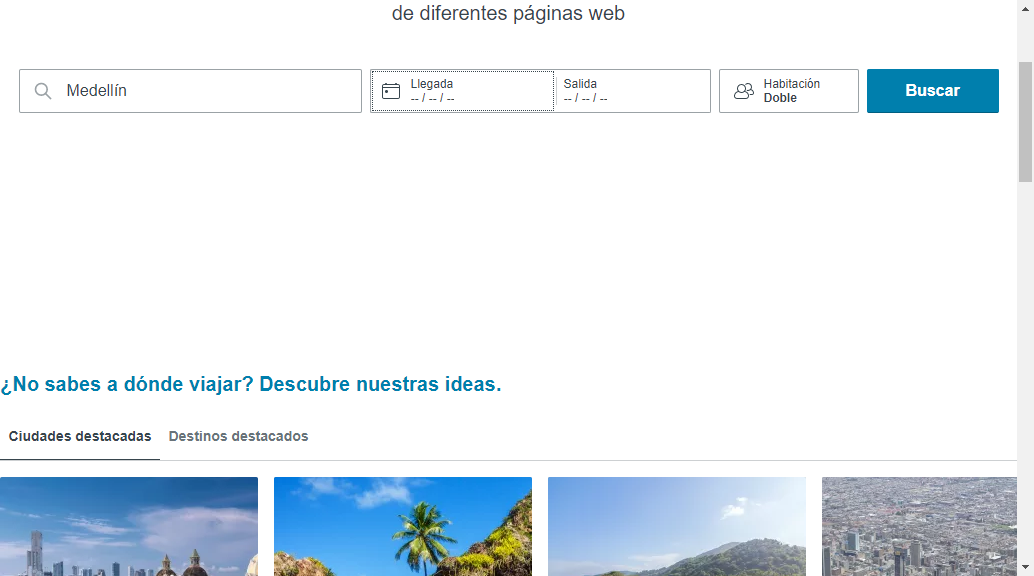 de diferentes páginas web
Medellín
Llegada
-- / -- / --
Salida
-- / -- / --
Habitación
Doble
Buscar
¿No sabes a dónde viajar? Descubre nuestras ideas.
Ciudades destacadas
Destinos destacados